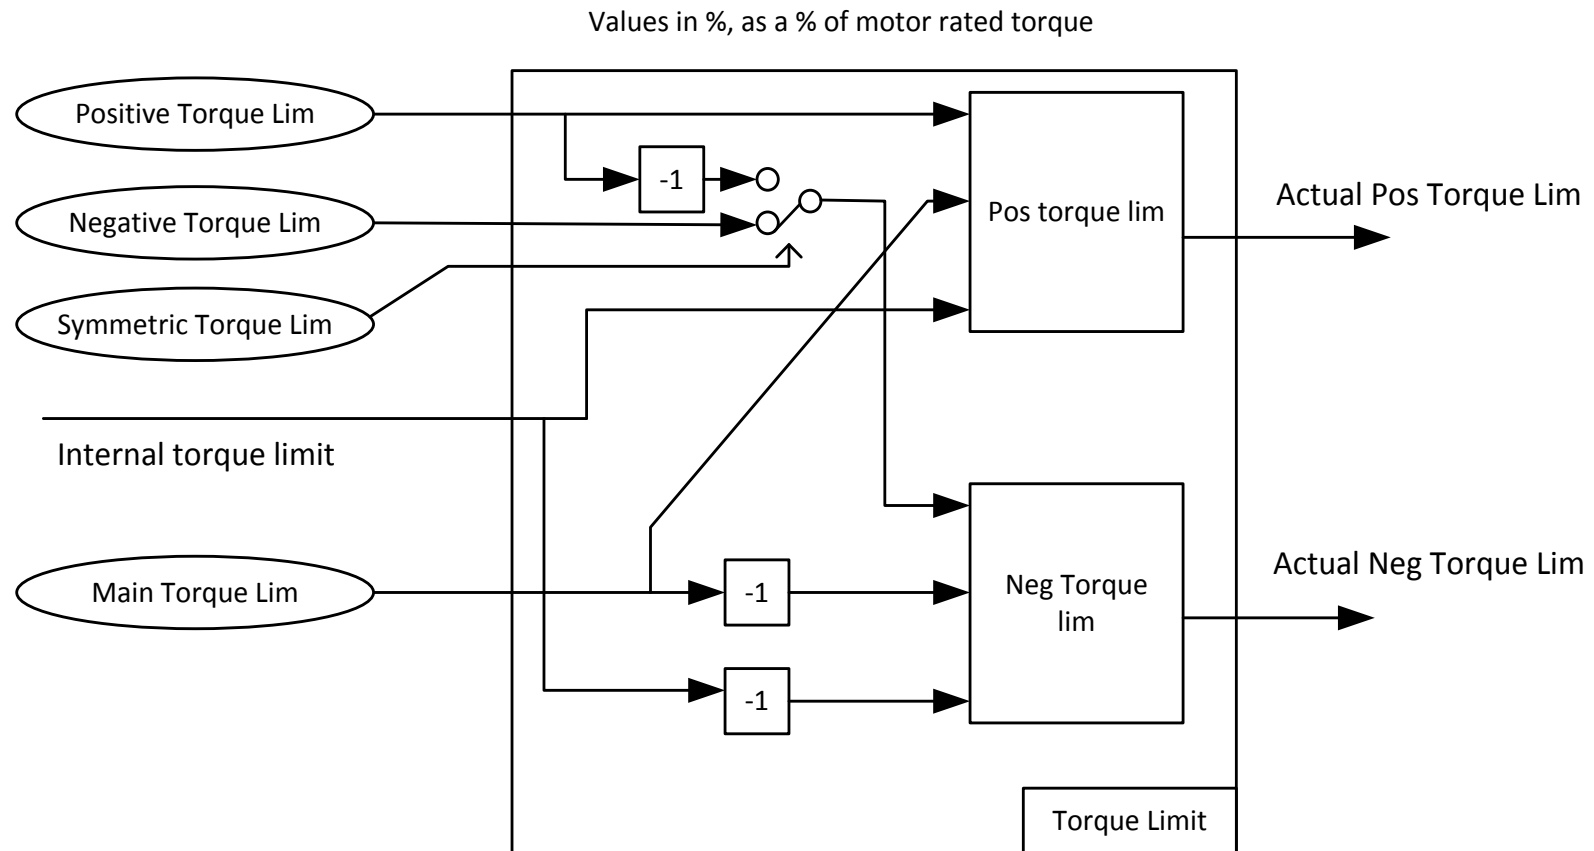 Values in %, as a % of motor rated torque
Positive Torque Lim
-1
Negative Torque Lim
Symmetric Torque Lim
Internal torque limit
Main Torque Lim
-1
-1
Pos torque lim
Actual Pos Torque Lim
Neg Torque
lim
Actual Neg Torque Lim
Torque Limit